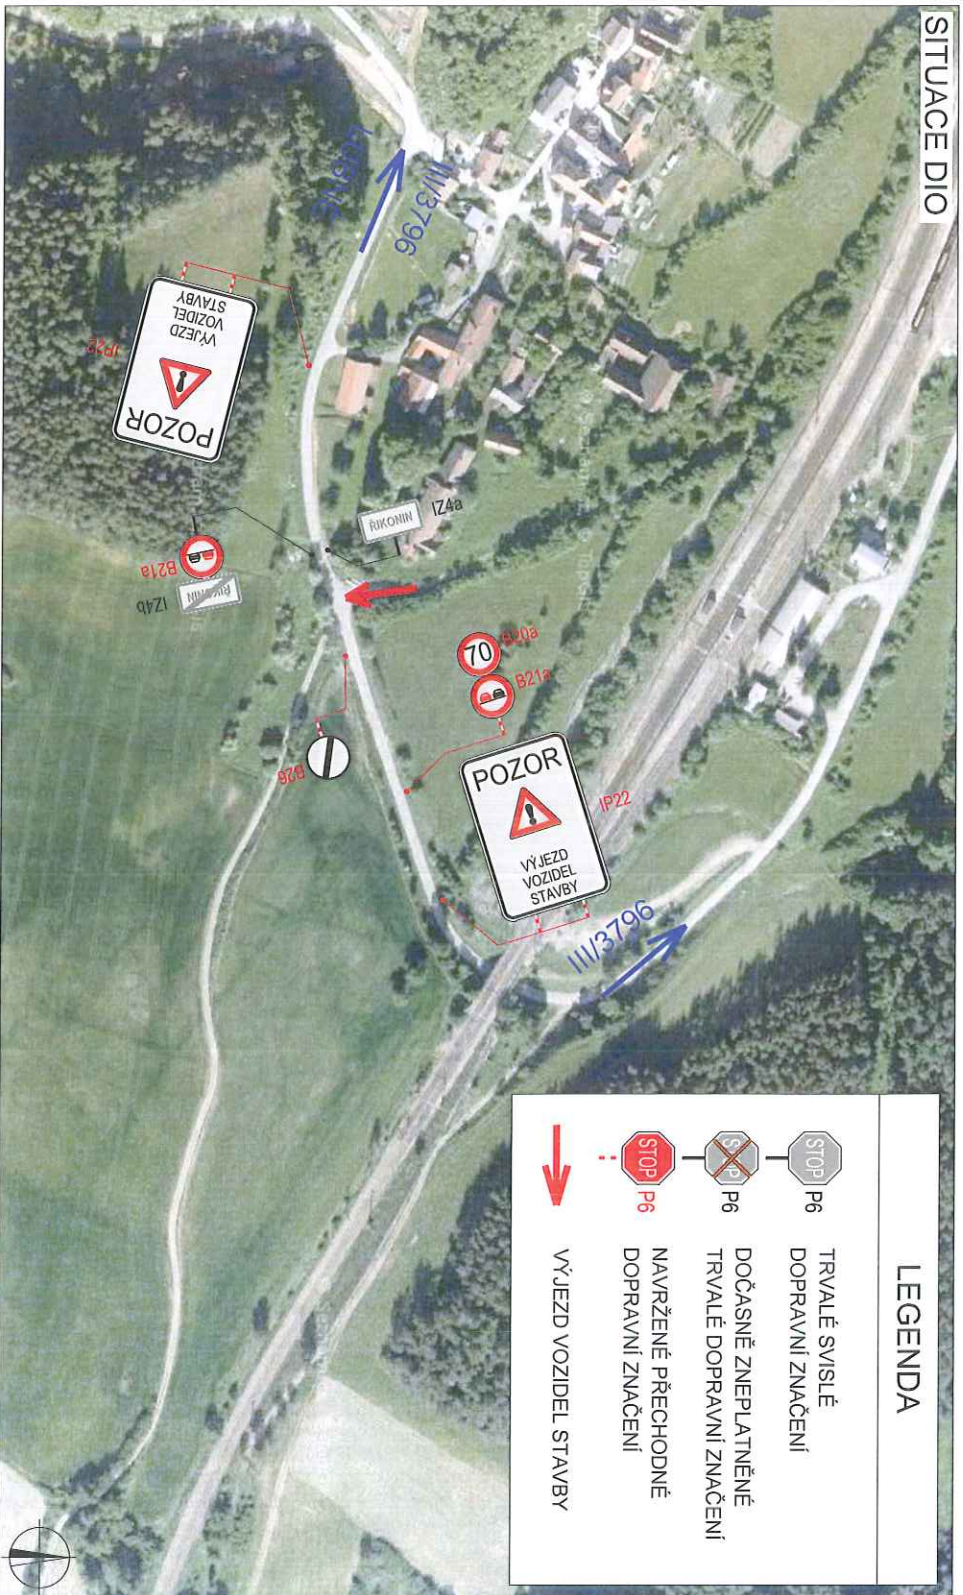 SITUACE DIO
LEGENDA
STOP P6
TRVALÉ SVISLÉ
DOPRAVNÍ ZNAČENÍ
STOP P6
DOČASNĚ ZNEPLATNĚNÉ
TRVALÉ DOPRAVNÍ ZNAČENÍ
STOP P6
NAVRŽENÉ PŘECHODNÉ
DOPRAVNÍ ZNAČENÍ
VÝJEZD VOZIDEL STAVBY
III/3796
III/3796
POZOR
VÝJEZD
VOZIDEL
STAVBY
IP22
POZOR
VÝJEZD
VOZIDEL
STAVBY
IP22
ŘIKONÍN
IZ4a
B21a
ŘIKONÍN
IZ4b
70
B20a
B21a
B26